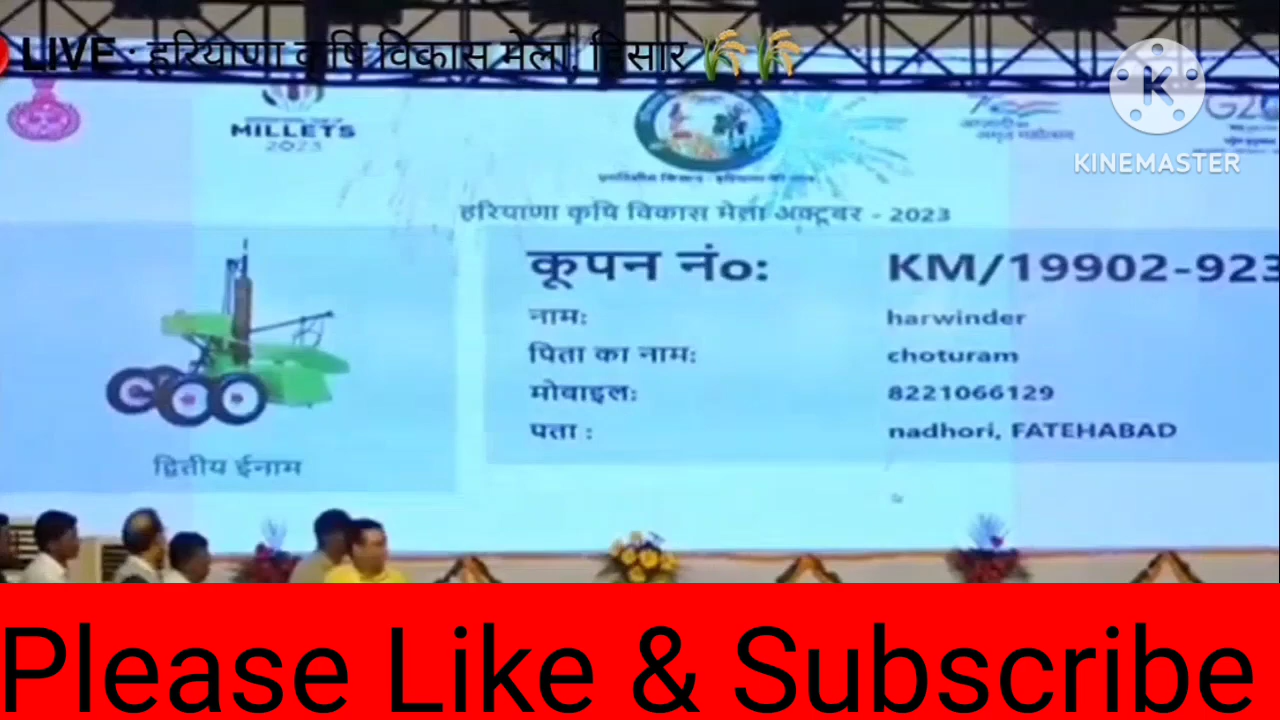 LIVE : हरियाणा कृषि विकास मेला, हिसार
MILLETS
2023
G20
KINEMASTER
हरियाणा कृषि विकास मेला अक्टूबर - 2023
कूपन नंo: KM/19902-923
नाम: harwinder
पिता का नाम: choturam
मोबाइल: 8221066129
पता : nadhori, FATEHABAD
द्वितीय ईनाम
Please Like & Subscribe